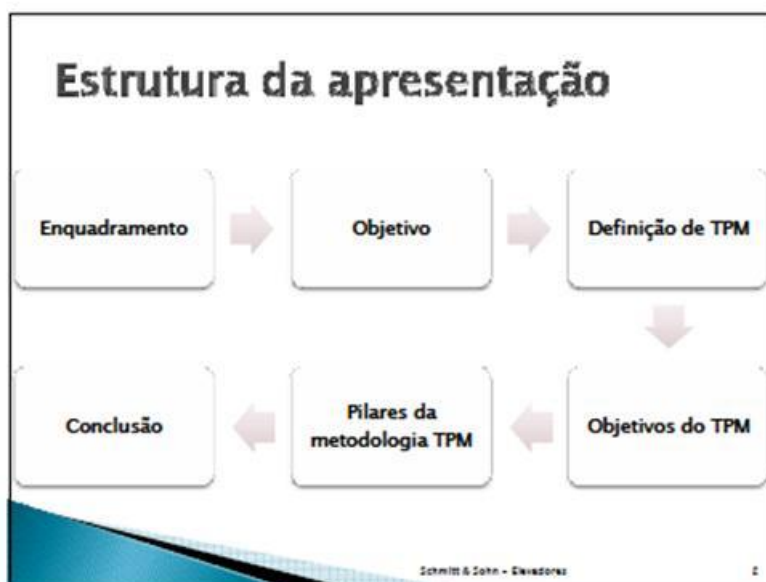 Estrutura da apresentação
Enquadramento
Objetivo
Definição de TPM
Objetivos do TPM
Pilares da
metodologia TPM
Conclusão
Schmitt & Sohn - Elevadores
2